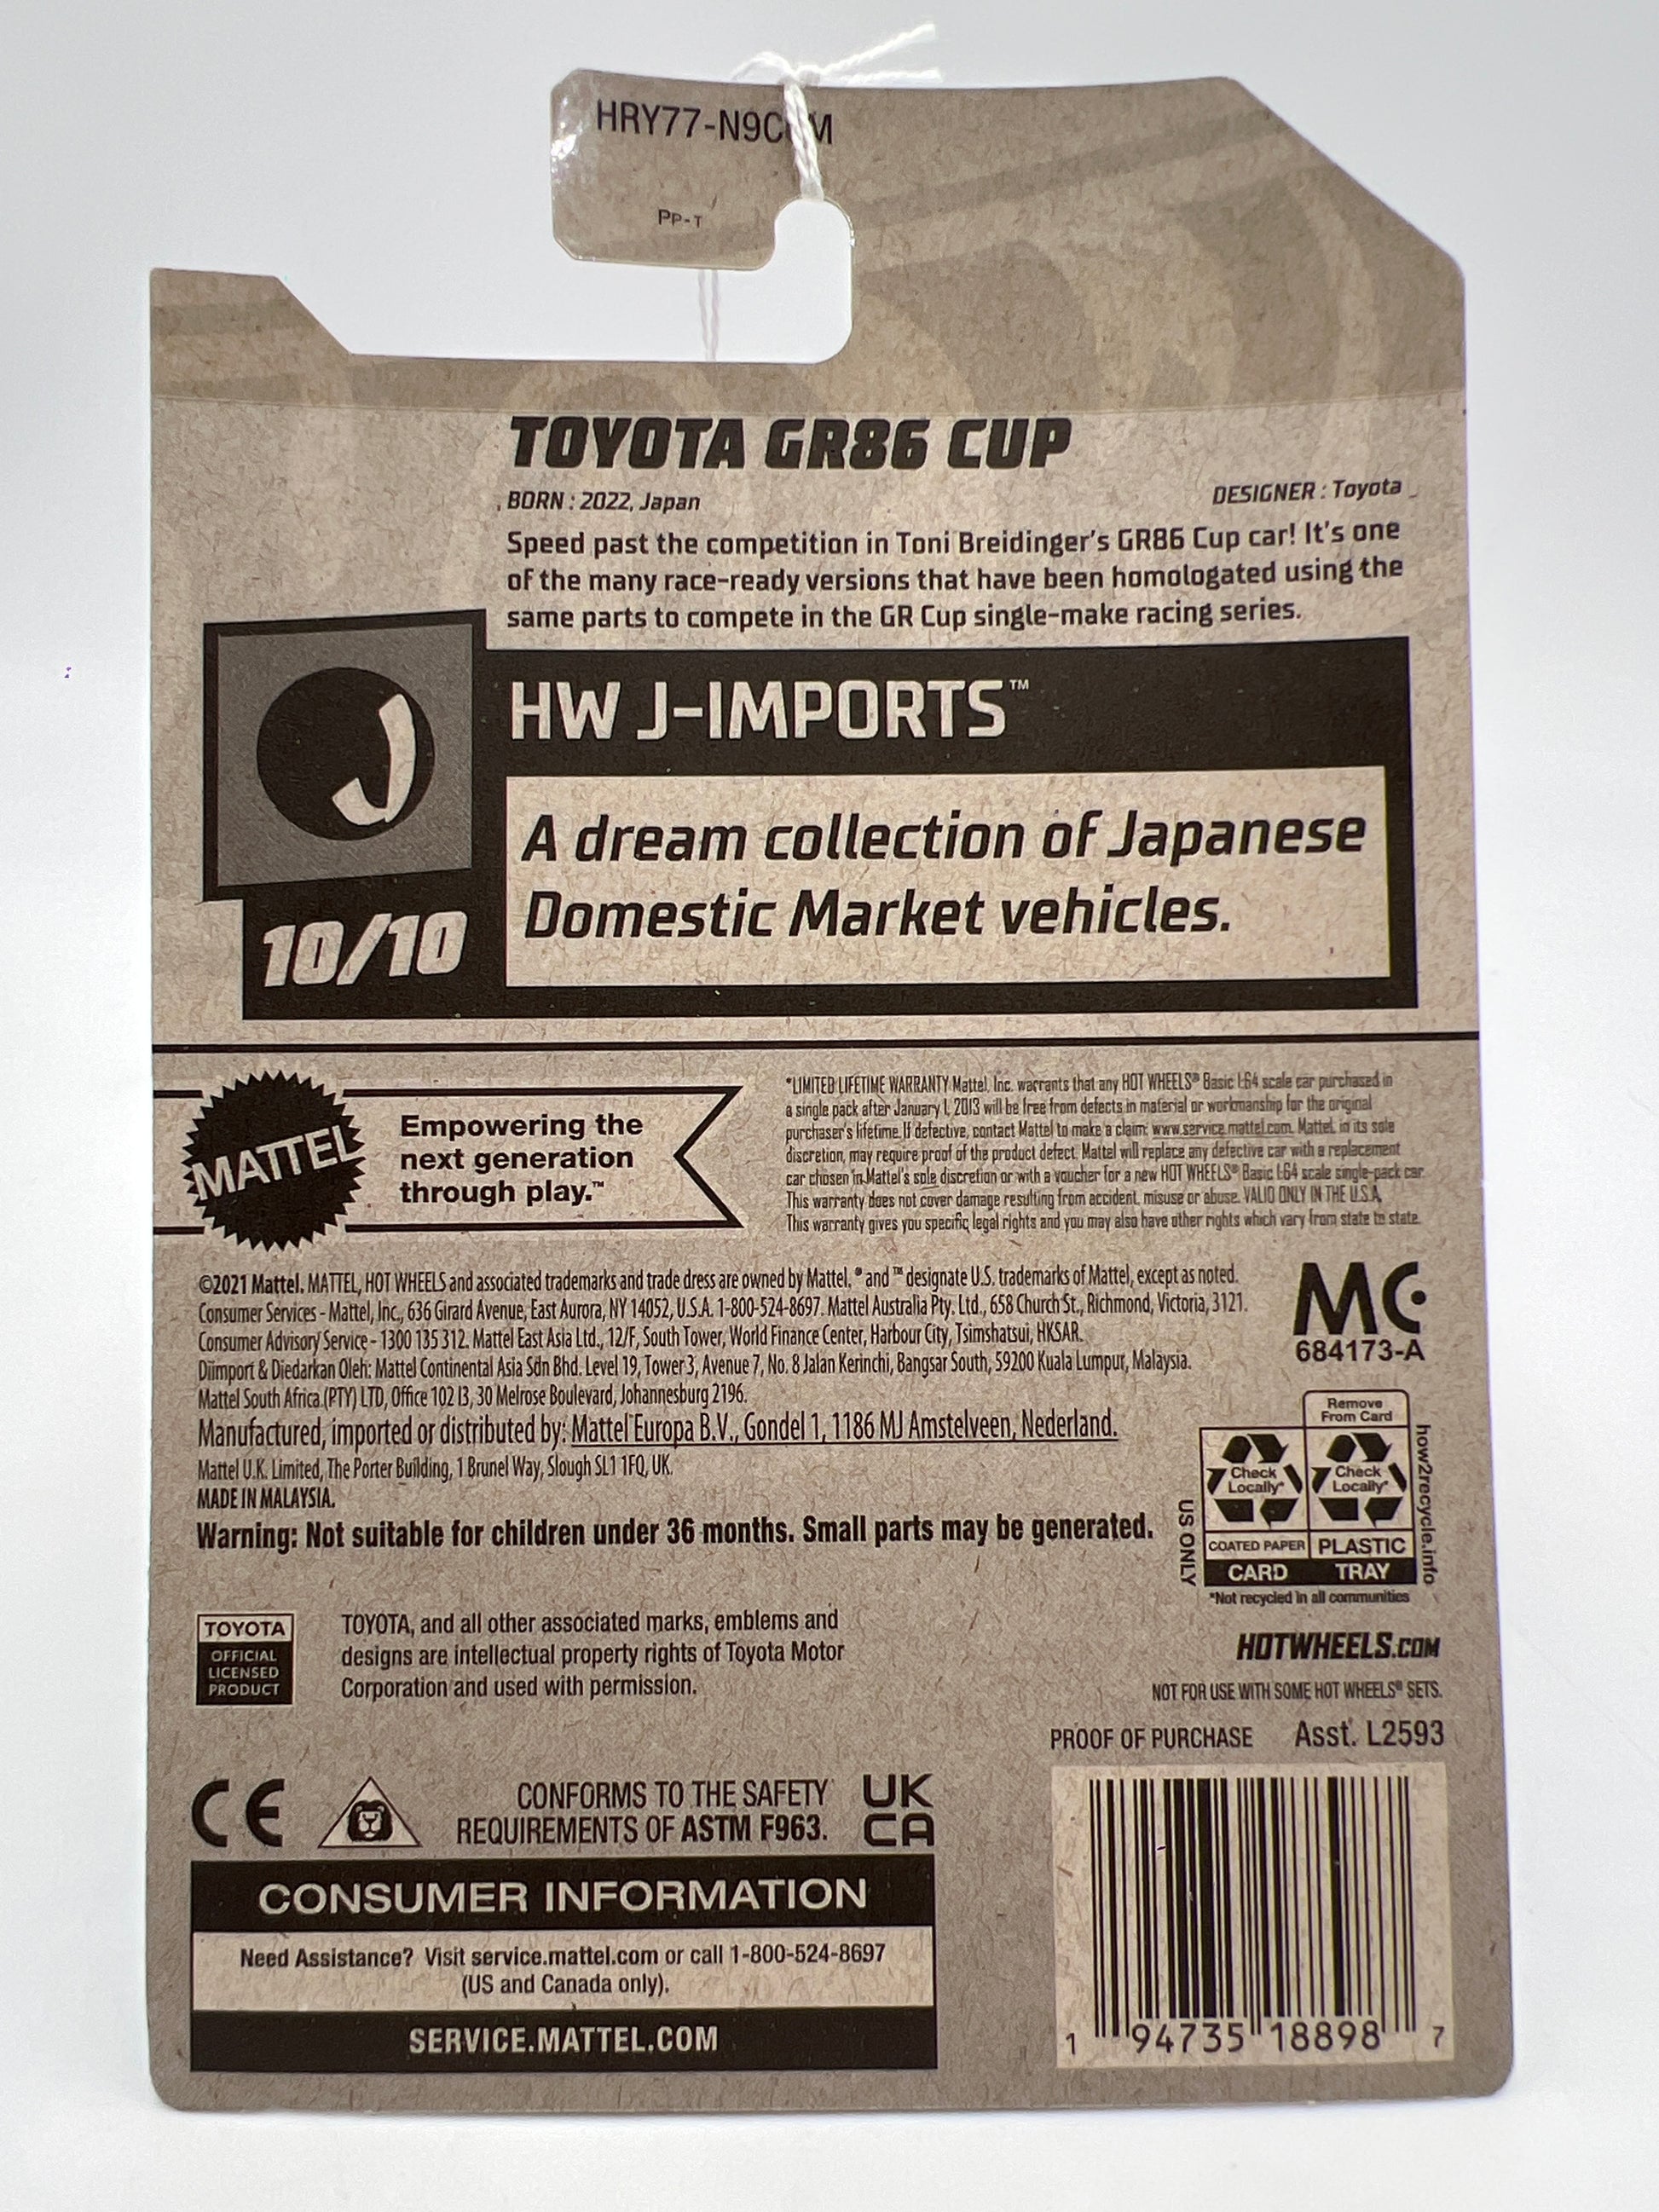 HRY77-N9C
PP-T
TOYOTA GR86 CUP
BORN : 2022, Japan
DESIGNER : Toyota
Speed past the competition in Toni Breidinger's GR86 Cup car! It's one
of the many race-ready versions that have been homologated using the
same parts to compete in the GR Cup single-make racing series.
J
HW J-IMPORTS™
A dream collection of Japanese
Domestic Market vehicles.
10/10
MATTEL
Empowering the
next generation
through play.™
*LIMITED LIFETIME WARRANTY Mattel, Inc. warrants that any HOT WHEELS® Basic 1:64 scale car purchased in
a single pack after January 1, 2013 will be free from defects in material or workmanship for the original
purchaser's lifetime. If defective, contact Mattel to make a claim: www.service.mattel.com. Mattel, in its sole
discretion, may require proof of the product defect. Mattel will replace any defective car with a replacement
car chosen in Mattel's sole discretion or with a voucher for a new HOT WHEELS® Basic 1:64 scale single-pack car.
This warranty does not cover damage resulting from accident, misuse or abuse. VALID ONLY IN THE U.S.A.
This warranty gives you specific legal rights and you may also have other rights which vary from state to state.
©2021 Mattel. MATTEL, HOT WHEELS and associated trademarks and trade dress are owned by Mattel. ® and ™ designate U.S. trademarks of Mattel, except as noted.
Consumer Services - Mattel, Inc., 636 Girard Avenue, East Aurora, NY 14052, U.S.A. 1-800-524-8697. Mattel Australia Pty. Ltd., 658 Church St., Richmond, Victoria, 3121.
Consumer Advisory Service - 1300 135 312. Mattel East Asia Ltd., 12/F, South Tower, World Finance Center, Harbour City, Tsimshatsui, HKSAR.
Diimport & Diedarkan Oleh: Mattel Continental Asia Sdn Bhd. Level 19, Tower 3, Avenue 7, No. 8 Jalan Kerinchi, Bangsar South, 59200 Kuala Lumpur, Malaysia.
Mattel South Africa (PTY) LTD, Office 102 I3, 30 Melrose Boulevard, Johannesburg 2196.
Manufactured, imported or distributed by: Mattel Europa B.V., Gondel 1, 1186 MJ Amstelveen, Nederland.
Mattel U.K. Limited, The Porter Building, 1 Brunel Way, Slough SL1 1FQ, UK.
MADE IN MALAYSIA.
Warning: Not suitable for children under 36 months. Small parts may be generated.
MC
684173-A
Remove
From Card
Check
Locally*
Check
Locally*
COATED PAPER
PLASTIC
CARD
TRAY
US ONLY
how2recycle.info
*Not recycled in all communities
TOYOTA
OFFICIAL
LICENSED
PRODUCT
TOYOTA, and all other associated marks, emblems and
designs are intellectual property rights of Toyota Motor
Corporation and used with permission.
HOTWHEELS.COM
NOT FOR USE WITH SOME HOT WHEELS® SETS.
PROOF OF PURCHASE Asst. L2593
CE
CONFORMS TO THE SAFETY
REQUIREMENTS OF ASTM F963.
UK
CA
CONSUMER INFORMATION
Need Assistance? Visit service.mattel.com or call 1-800-524-8697
(US and Canada only).
SERVICE.MATTEL.COM
1 94735 18898 7